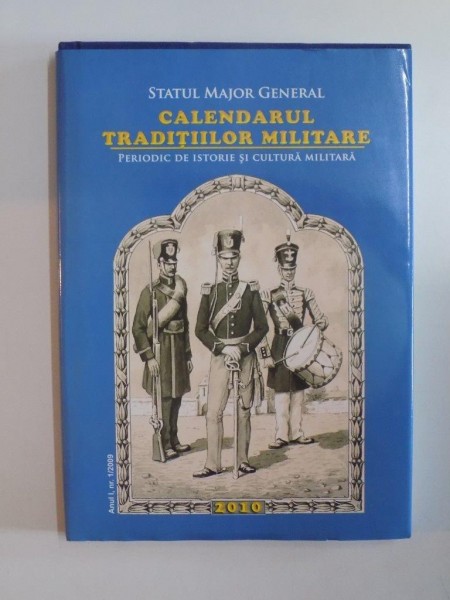 STATUL MAJOR GENERAL
CALENDARUL
TRADIȚIILOR MILITARE
PERIODIC DE ISTORIE ȘI CULTURĂ MILITARĂ
Anul I, nr. 1/2009
2010